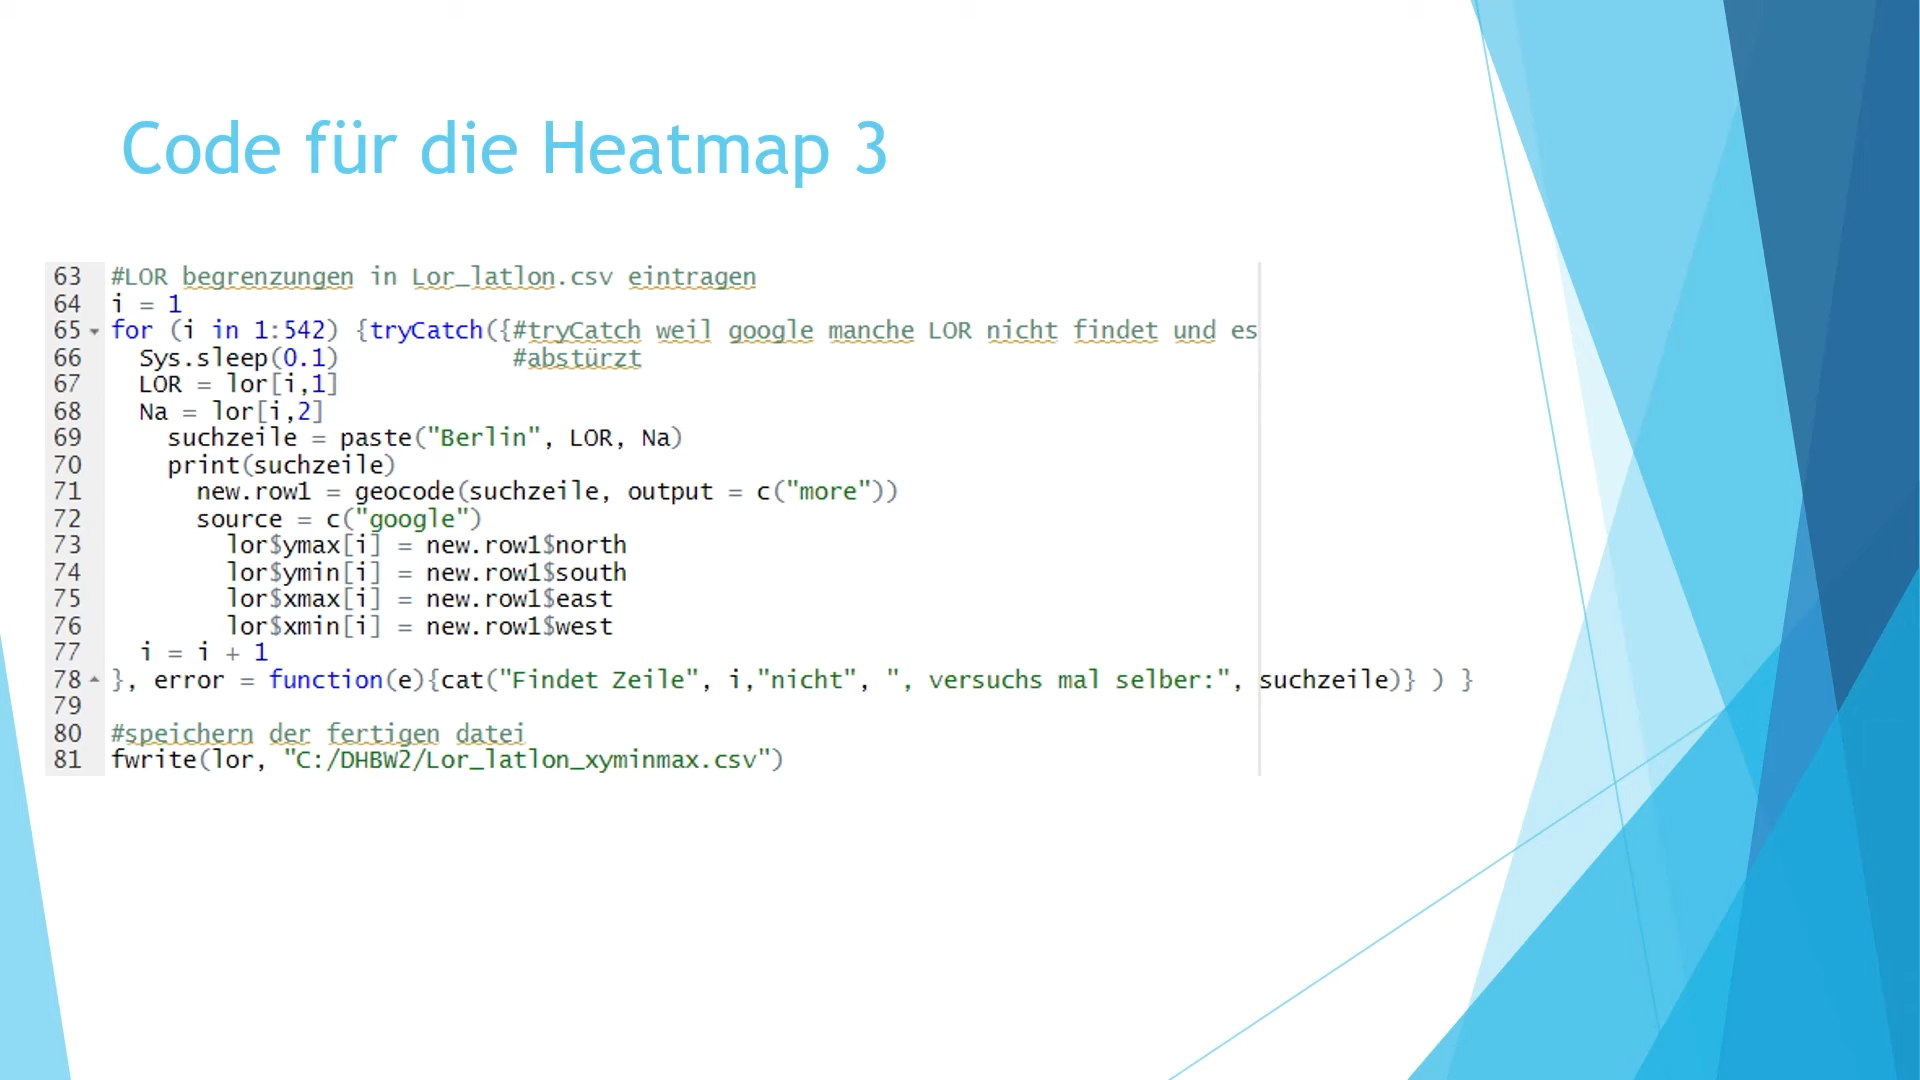 Code für die Heatmap 3
63 #LOR begrenzungen in Lor_latlon.csv eintragen
64 i = 1
65 for (i in 1:542) {tryCatch({#tryCatch weil google manche LOR nicht findet und es
66   Sys.sleep(0.1)            #abstürzt
67   LOR = lor[i,1]
68   Na = lor[i,2]
69     suchzeile = paste("Berlin", LOR, Na)
70     print(suchzeile)
71       new.row1 = geocode(suchzeile, output = c("more"))
72       source = c("google")
73         lor$ymax[i] = new.row1$north
74         lor$ymin[i] = new.row1$south
75         lor$xmax[i] = new.row1$east
76         lor$xmin[i] = new.row1$west
77   i = i + 1
78 }, error = function(e){cat("Findet Zeile", i,"nicht", ", versuchs mal selber:", suchzeile)} ) }
79
80 #speichern der fertigen datei
81 fwrite(lor, "C:/DHBW2/Lor_latlon_xyminmax.csv")